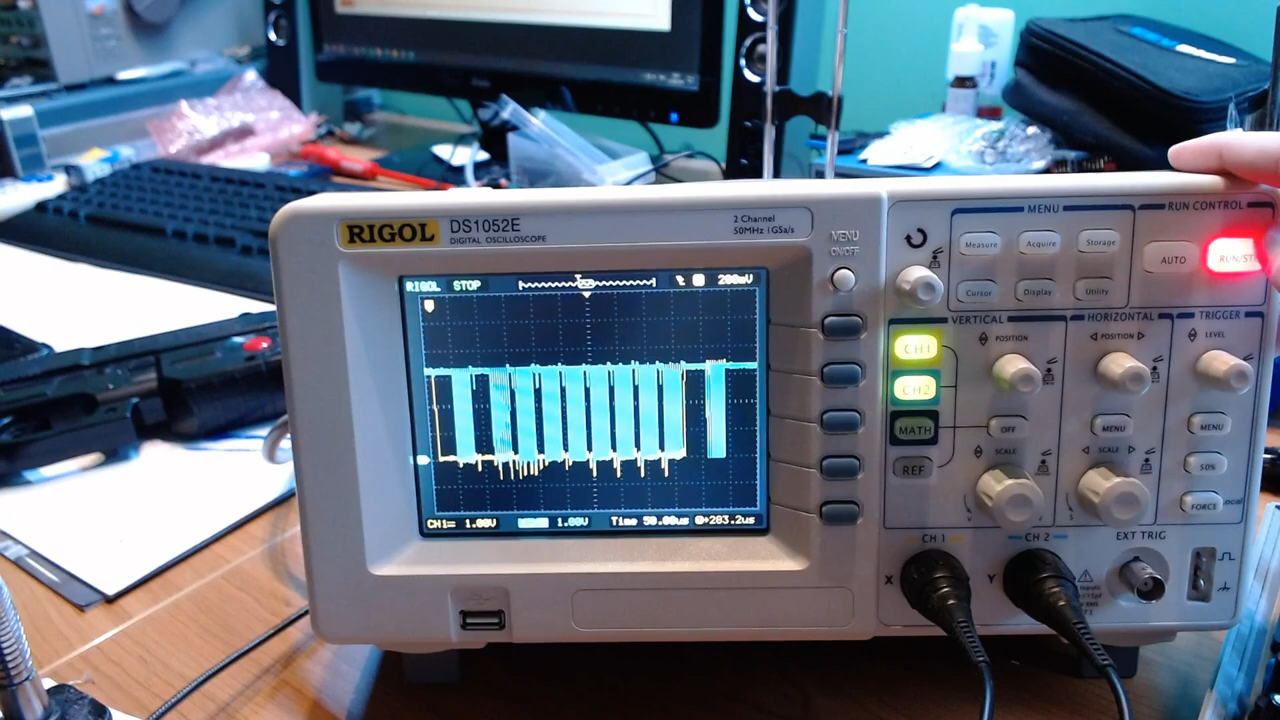 RIGOL DS1052E
DIGITAL OSCILLOSCOPE
2 Channel
50MHz 1GSa/s
MENU
ON/OFF
RIGOL STOP
T
200mV
CH1= 1.00V
1.00V
Time 50.00us
+283.2us
MENU
Measure
Acquire
Storage
Cursor
Display
Utility
RUN CONTROL
AUTO
RUN/ST
VERTICAL
POSITION
CH1
CH2
MATH
REF
OFF
SCALE
HORIZONTAL
POSITION
MENU
SCALE
TRIGGER
LEVEL
MENU
50%
FORCE
CH 1
CH 2
EXT TRIG
X
Y